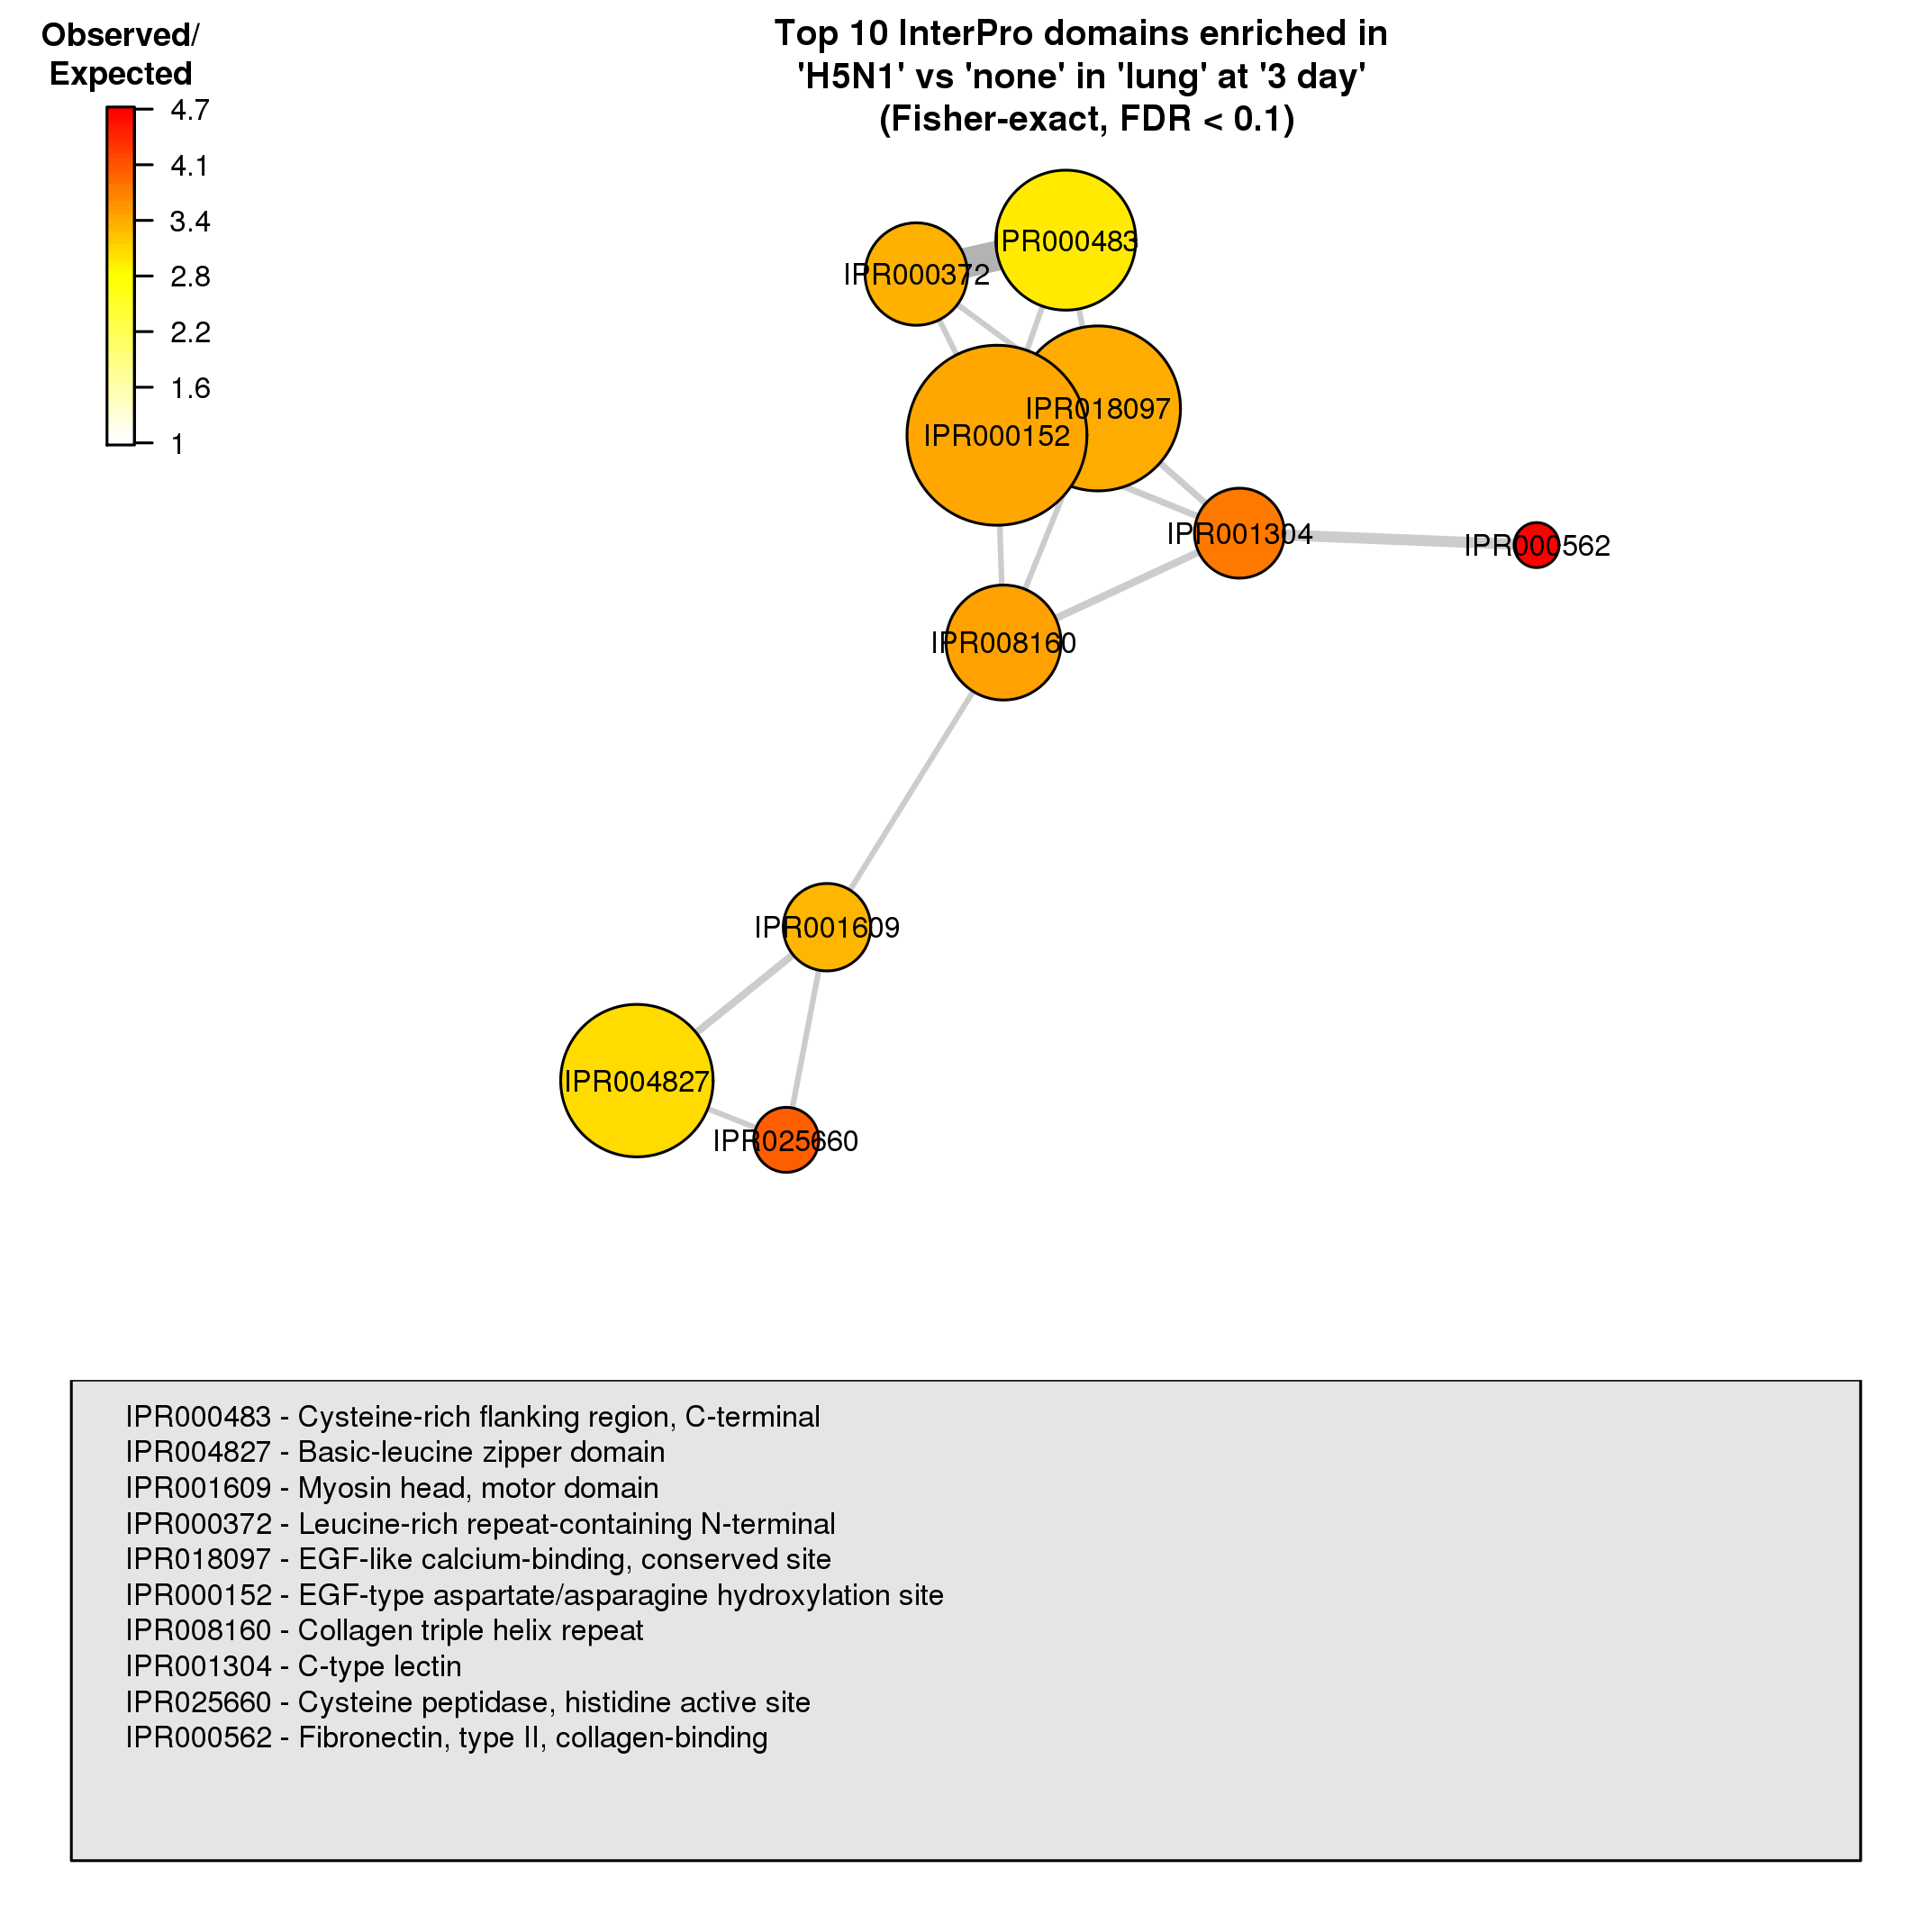 Observed/
Expected
4.7
4.1
3.4
2.8
2.2
1.6
1
Top 10 InterPro domains enriched in
'H5N1' vs 'none' in 'lung' at '3 day'
(Fisher-exact, FDR < 0.1)
PR000483
IPR000372
IPR018097
IPR000152
IPR001304
IPR000562
IPR008160
IPR001609
IPR004827
IPR025660
IPR000483 - Cysteine-rich flanking region, C-terminal
IPR004827 - Basic-leucine zipper domain
IPR001609 - Myosin head, motor domain
IPR000372 - Leucine-rich repeat-containing N-terminal
IPR018097 - EGF-like calcium-binding, conserved site
IPR000152 - EGF-type aspartate/asparagine hydroxylation site
IPR008160 - Collagen triple helix repeat
IPR001304 - C-type lectin
IPR025660 - Cysteine peptidase, histidine active site
IPR000562 - Fibronectin, type II, collagen-binding